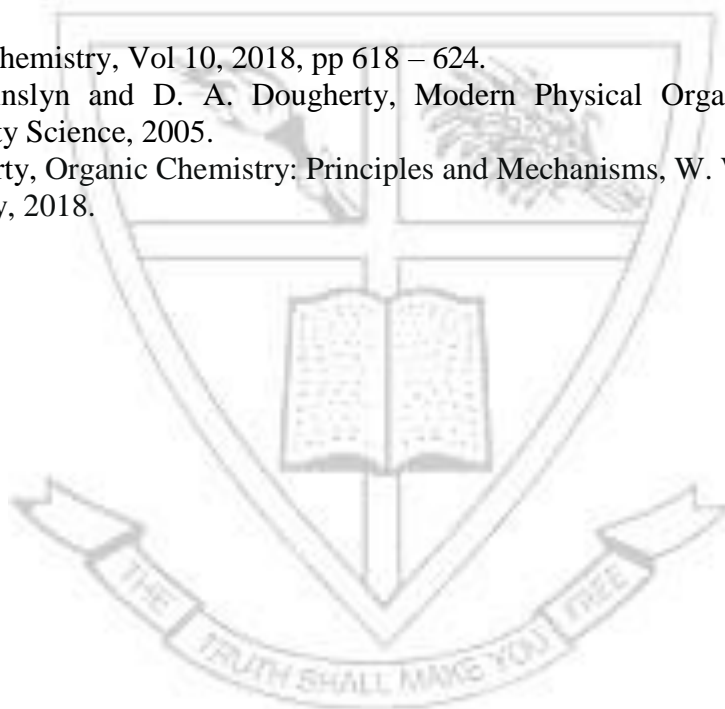 hemistry, Vol 10, 2018, pp 618 – 624.
nslyn and D. A. Dougherty, Modern Physical Orga
ty Science, 2005.
rty, Organic Chemistry: Principles and Mechanisms, W. 
y, 2018.
THE
TRUTH SHALL MAKE YOU
FREE